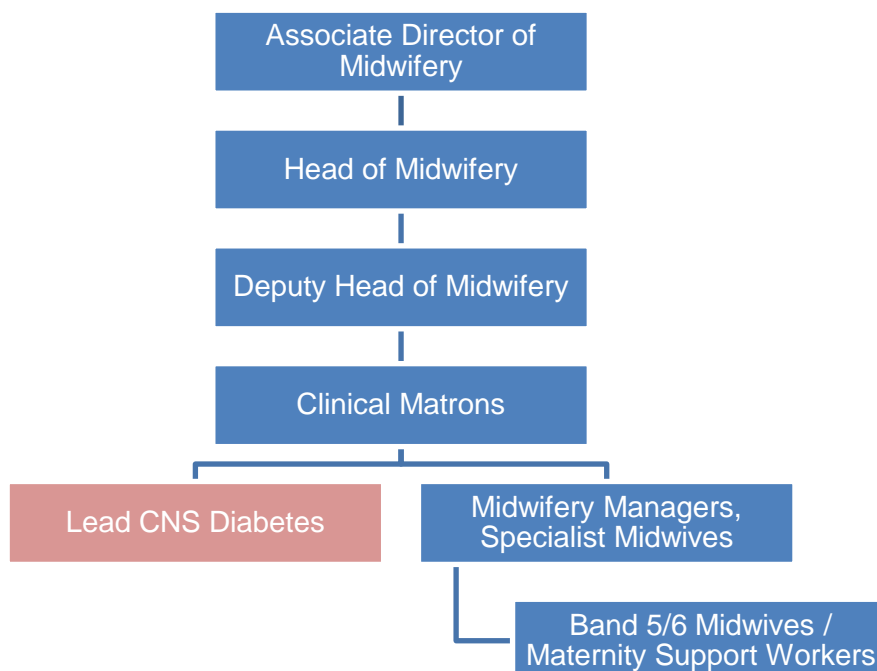 Associate Director of
Midwifery
Head of Midwifery
Deputy Head of Midwifery
Clinical Matrons
Lead CNS Diabetes
Midwifery Managers,
Specialist Midwives
Band 5/6 Midwives /
Maternity Support Workers